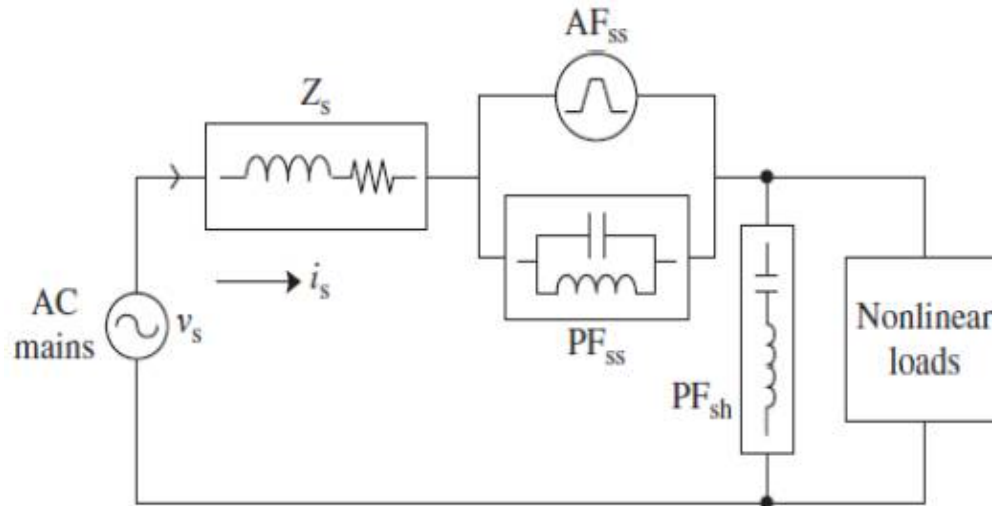 AF_ss
Z_s
i_s
AC
mains
v_s
PF_ss
PF_sh
Nonlinear
loads